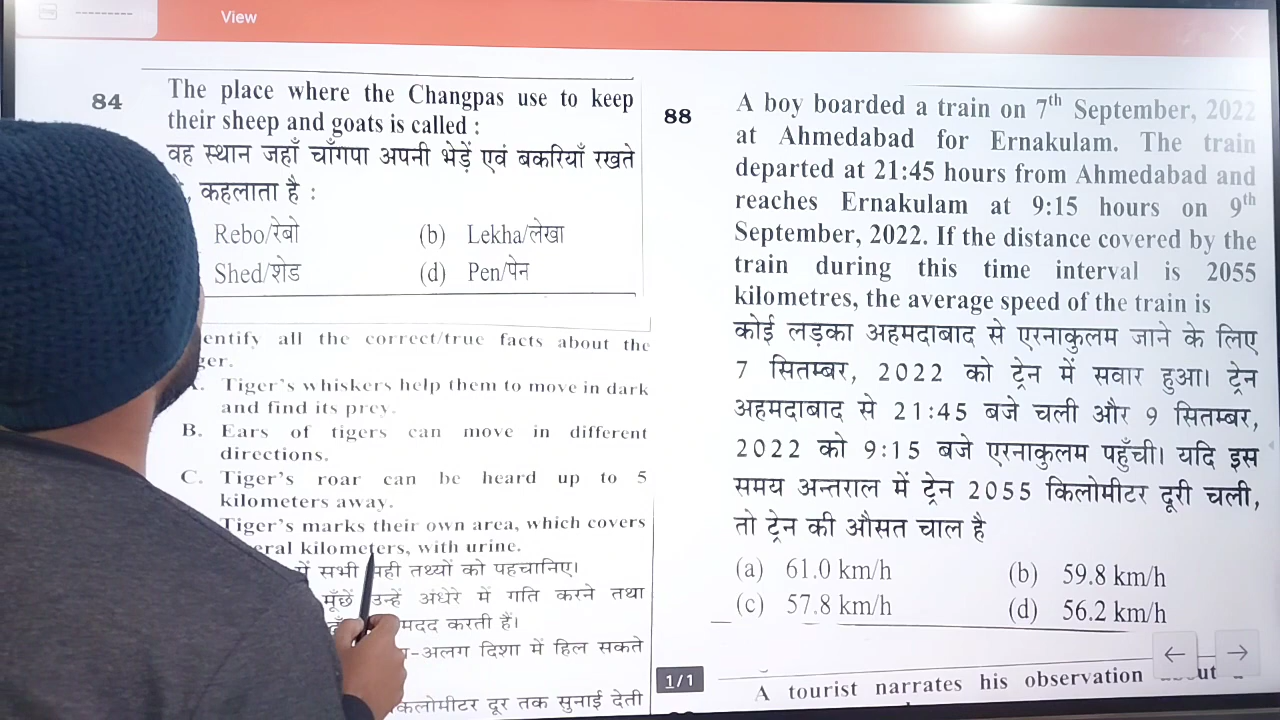 View
84
The place where the Changpas use to keep
their sheep and goats is called :
वह स्थान जहाँ चाँगपा अपनी भेड़ें एवं बकरियाँ रखते
, कहलाता है :
Rebo/रेबो (b) Lekha/लेखा
Shed/शेड (d) Pen/पेन
entify all the correct/true facts about the
ger.
Tiger's whiskers help them to move in dark
and find its prey.
B. Ears of tigers can move in different
directions.
C. Tiger's roar can be heard up to 5
kilometers away.
Tiger's marks their own area, which covers
eral kilometers, with urine.
में सभी सही तथ्यों को पहचानिए।
मूँछें उन्हें अंधेरे में गति करने तथा
मदद करती हैं।
-अलग दिशा में हिल सकते
किलोमीटर दूर तक सुनाई देती
88
A boy boarded a train on 7th September, 2022
at Ahmedabad for Ernakulam. The train
departed at 21:45 hours from Ahmedabad and
reaches Ernakulam at 9:15 hours on 9th
September, 2022. If the distance covered by the
train during this time interval is 2055
kilometres, the average speed of the train is
कोई लड़का अहमदाबाद से एरनाकुलम जाने के लिए
7 सितम्बर, 2022 को ट्रेन में सवार हुआ। ट्रेन
अहमदाबाद से 21:45 बजे चली और 9 सितम्बर,
2022 को 9:15 बजे एरनाकुलम पहुँची। यदि इस
समय अन्तराल में ट्रेन 2055 किलोमीटर दूरी चली,
तो ट्रेन की औसत चाल है
(a) 61.0 km/h (b) 59.8 km/h
(c) 57.8 km/h (d) 56.2 km/h
1/1
A tourist narrates his observation